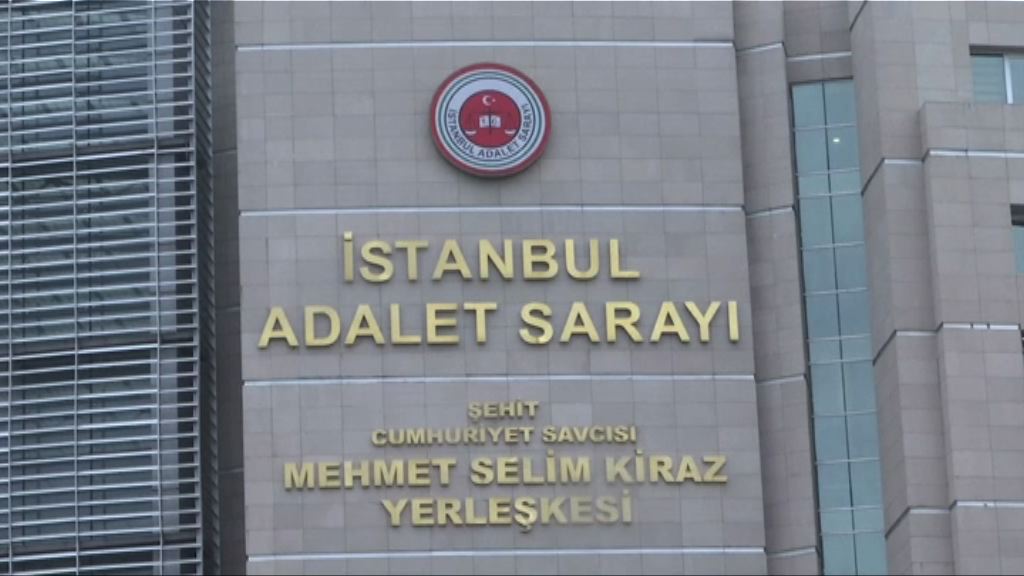 İSTANBUL ADALET SARAYI
İSTANBUL
ADALET SARAYI
ŞEHİT
CUMHURİYET SAVCISI
MEHMET SELİM KİRAZ
YERLEŞKESİ